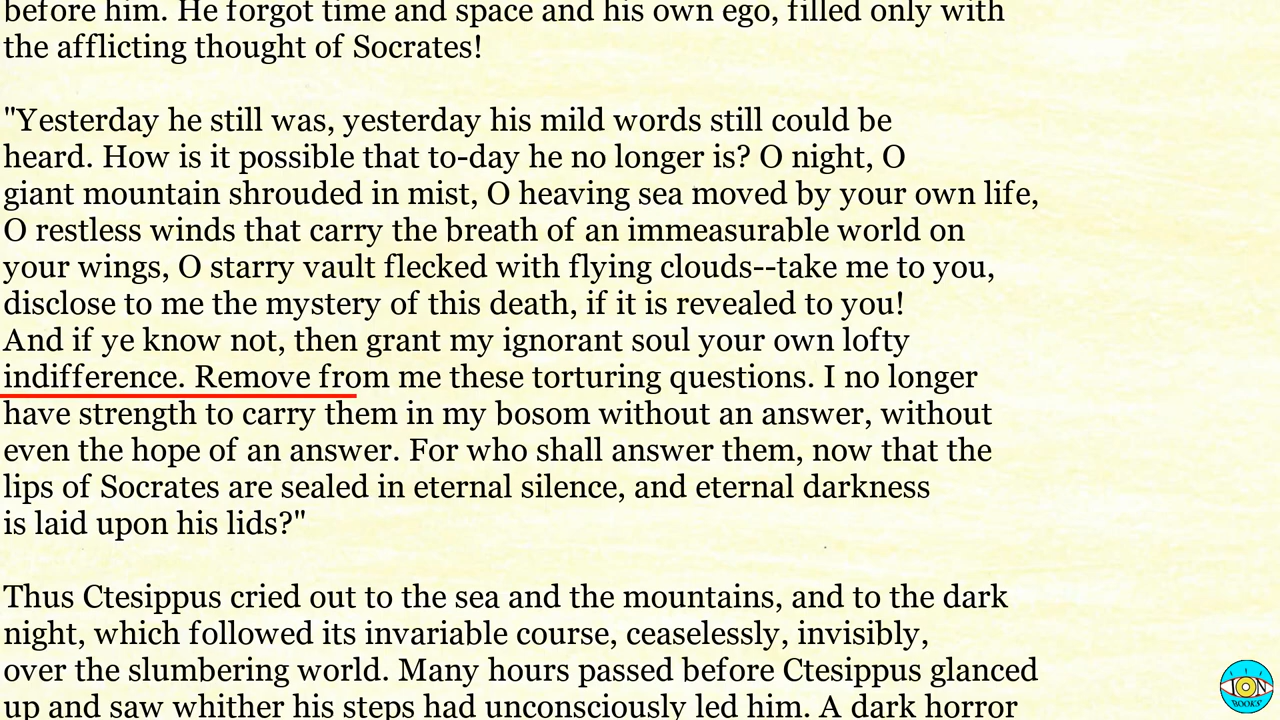 before him. He forgot time and space and his own ego, filled only with
the afflicting thought of Socrates!
"Yesterday he still was, yesterday his mild words still could be
heard. How is it possible that to-day he no longer is? O night, O
giant mountain shrouded in mist, O heaving sea moved by your own life,
O restless winds that carry the breath of an immeasurable world on
your wings, O starry vault flecked with flying clouds--take me to you,
disclose to me the mystery of this death, if it is revealed to you!
And if ye know not, then grant my ignorant soul your own lofty
indifference. Remove from me these torturing questions. I no longer
have strength to carry them in my bosom without an answer, without
even the hope of an answer. For who shall answer them, now that the
lips of Socrates are sealed in eternal silence, and eternal darkness
is laid upon his lids?"
Thus Ctesippus cried out to the sea and the mountains, and to the dark
night, which followed its invariable course, ceaselessly, invisibly,
over the slumbering world. Many hours passed before Ctesippus glanced
up and saw whither his steps had unconsciously led him. A dark horror
ION
BOOKS